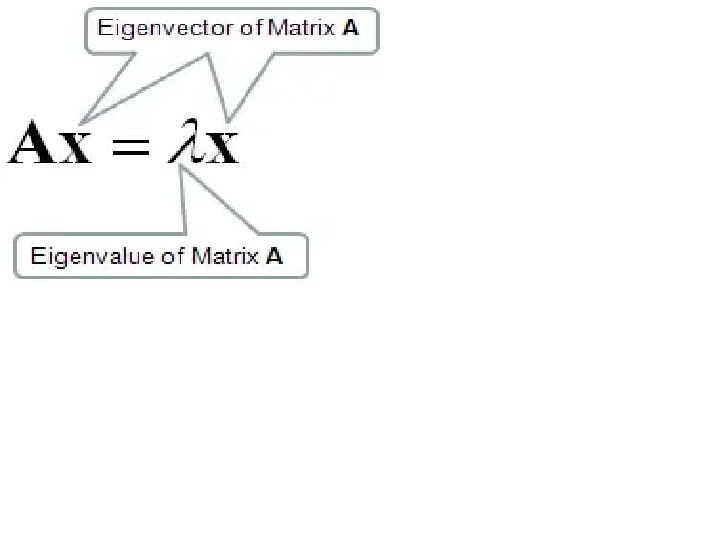 Eigenvector of Matrix A
Ax = λx
Eigenvalue of Matrix A